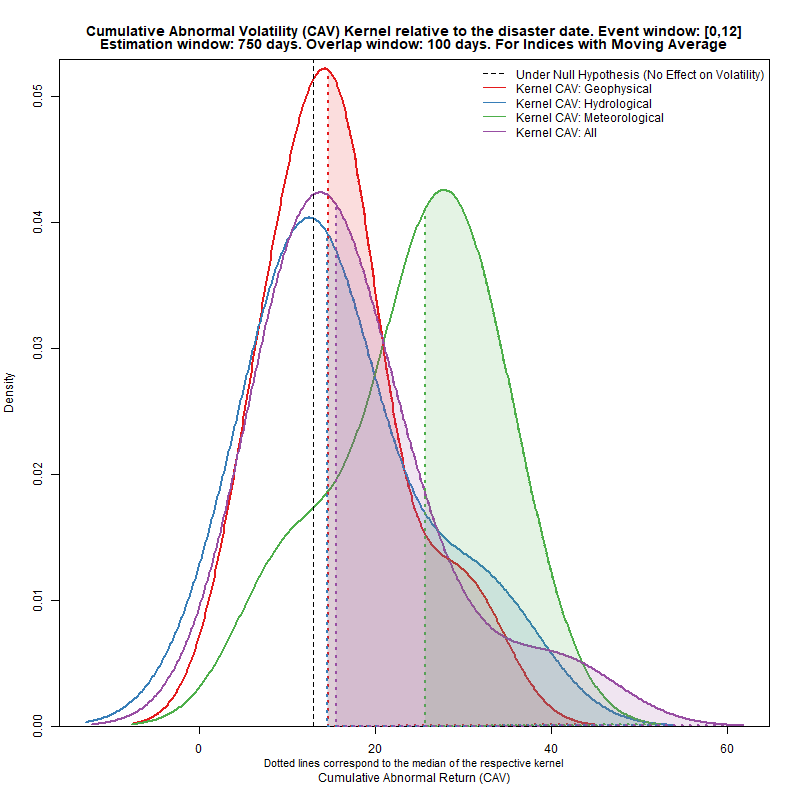 Cumulative Abnormal Volatility (CAV) Kernel relative to the disaster date. Event window: [0,12]
Estimation window: 750 days. Overlap window: 100 days. For Indices with Moving Average
Under Null Hypothesis (No Effect on Volatility)
Kernel CAV: Geophysical
Kernel CAV: Hydrological
Kernel CAV: Meteorological
Kernel CAV: All
0.05
0.04
0.03
0.02
0.01
0.00
Density
0 20 40 60
Dotted lines correspond to the median of the respective kernel
Cumulative Abnormal Return (CAV)